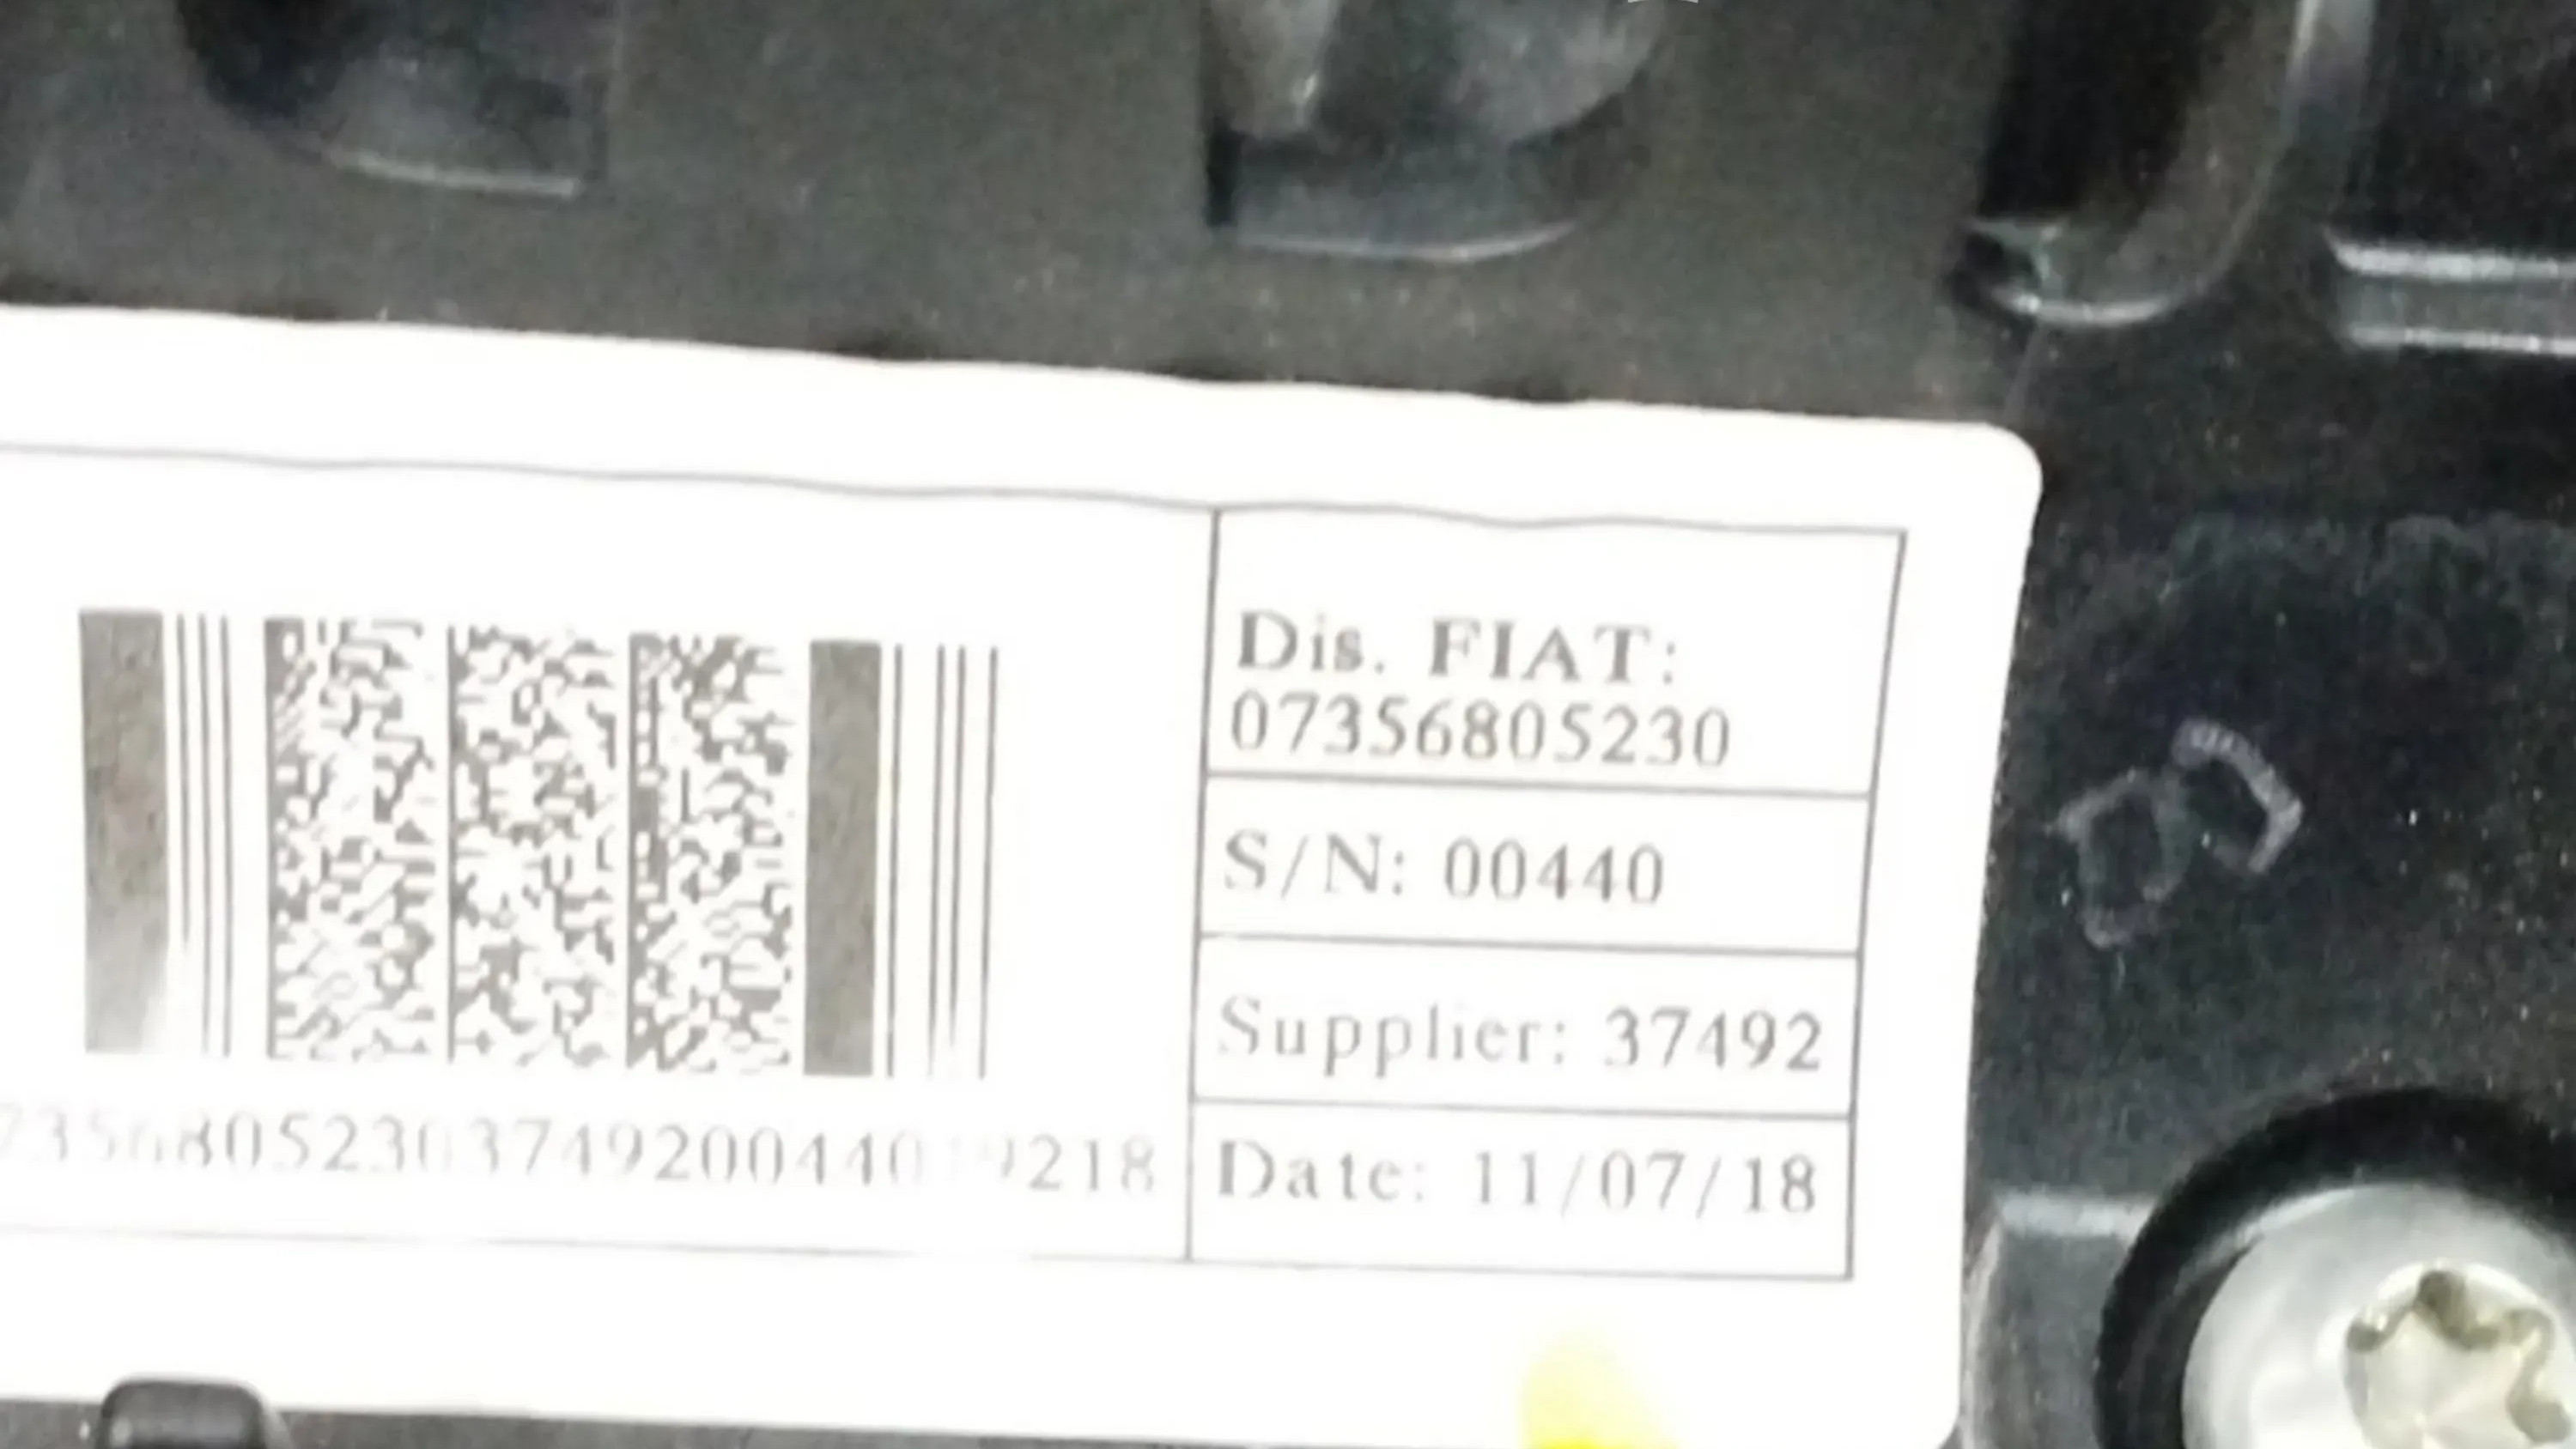 Dis. FIAT:
07356805230
S/N: 00440
Supplier: 37492
Date: 11/07/18